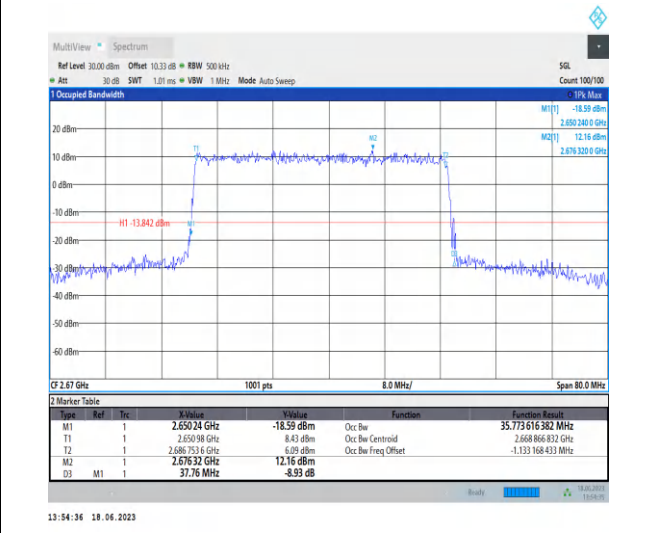 MultiView Spectrum
Ref Level 30.00 dBm Offset 10.33 dB RBW 500 kHz SGL
Att 30 dB SWT 1.01 ms VBW 1 MHz Mode Auto Sweep Count 100/100
1 Occupied Bandwidth 1Pk Max
M1[1] -18.59 dBm
2.650 240 0 GHz
M2[1] 12.16 dBm
2.676 320 0 GHz
20 dBm
M2
T1
T2
10 dBm
0 dBm
-10 dBm
H1 -13.842 dBm
M1
-20 dBm
D3
-30 dBm
-40 dBm
-50 dBm
-60 dBm
CF 2.67 GHz 1001 pts 8.0 MHz/ Span 80.0 MHz
2 Marker Table
Type Ref Trc X-Value Y-Value Function Function Result
M1 1 2.65024 GHz -18.59 dBm Occ Bw 35.773 616 382 MHz
T1 1 2.650 98 GHz 8.43 dBm Occ Bw Centroid 2.668 866 832 GHz
T2 1 2.686 753 6 GHz 6.09 dBm Occ Bw Freq Offset -1.133 168 433 MHz
M2 1 2.67632 GHz 12.16 dBm
D3 M1 1 37.76 MHz -8.93 dB
Ready 18.06.2023
13:54:36
13:54:36 18.06.2023